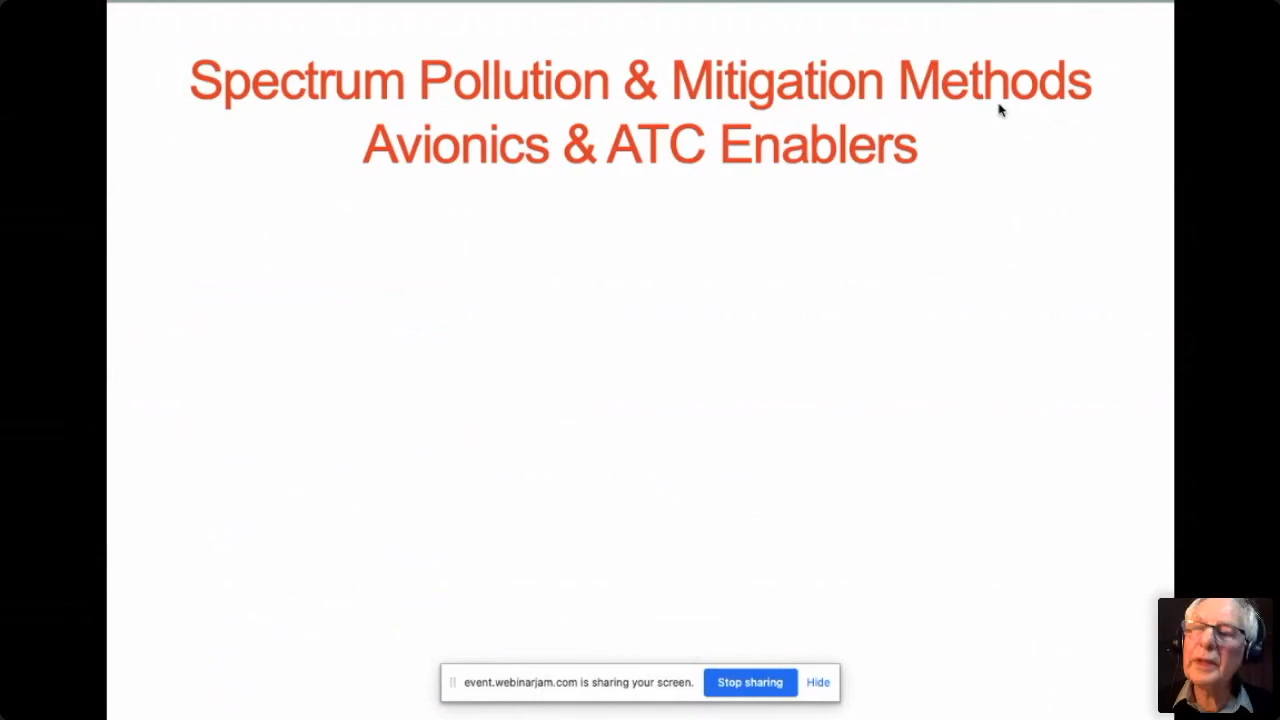 Spectrum Pollution & Mitigation Methods
Avionics & ATC Enablers
event.webinarjam.com is sharing your screen. Stop sharing Hide